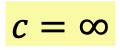 c = ∞